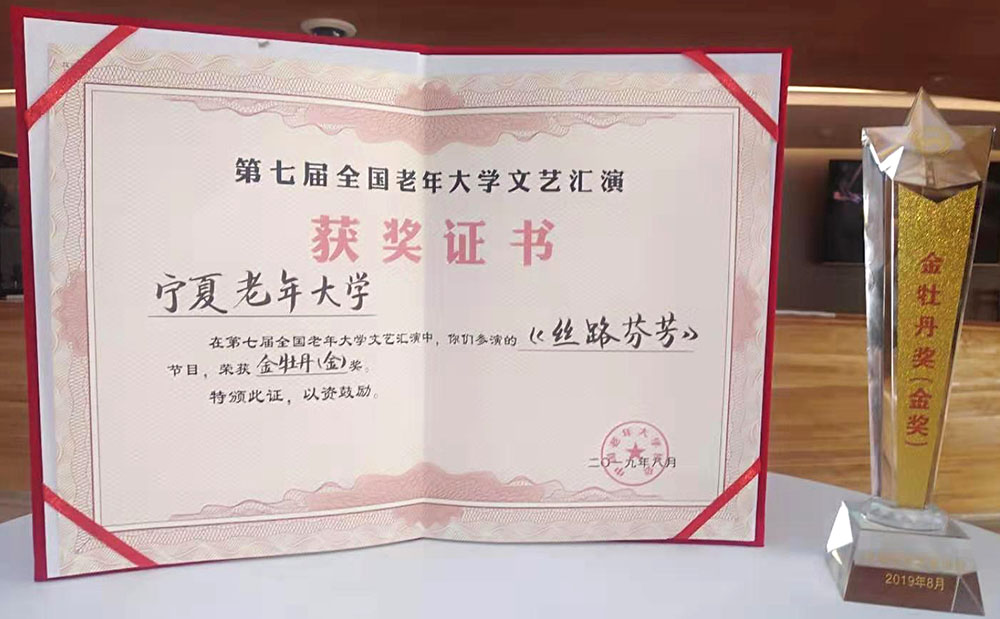 第七届全国老年大学文艺汇演
获奖证书
宁夏老年大学
在第七届全国老年大学文艺汇演中，你们参演的《丝路芬芳》
节目，荣获金牡丹(金)奖。
特颁此证，以资鼓励。
二〇一九年八月
金牡丹奖(金奖)
2019年8月